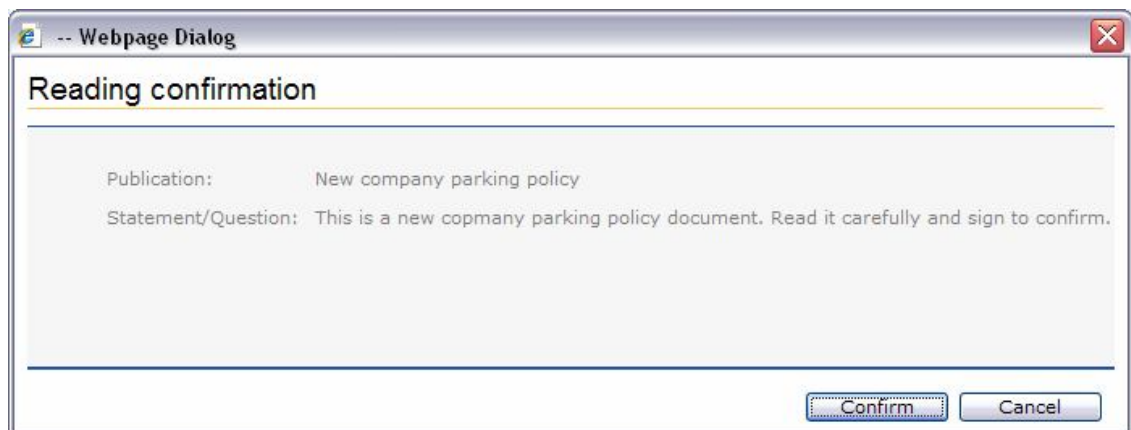 -- Webpage Dialog
Reading confirmation
Publication: New company parking policy
Statement/Question: This is a new copmany parking policy document. Read it carefully and sign to confirm.
Confirm Cancel